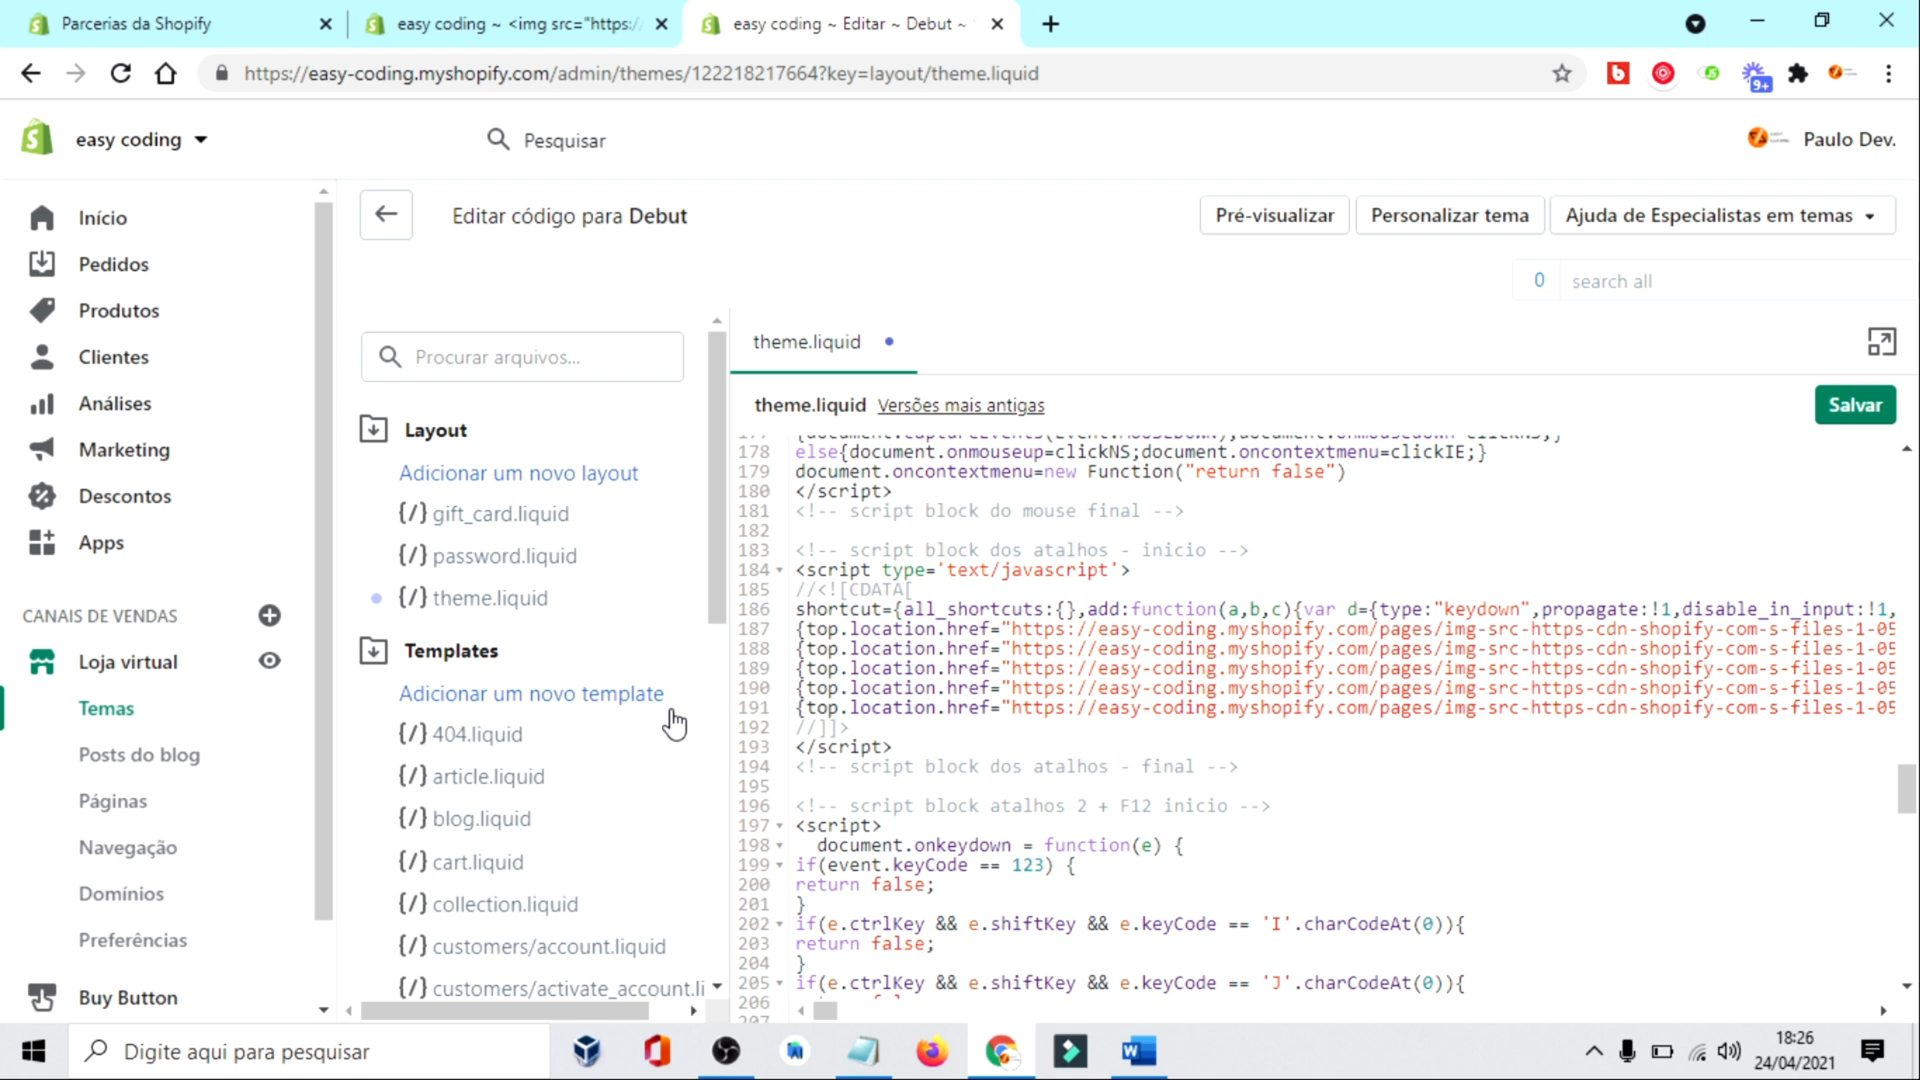 Parcerias da Shopify
easy coding ~ <img src="https:/
easy coding ~ Editar ~ Debut ~
https://easy-coding.myshopify.com/admin/themes/122218217664?key=layout/theme.liquid
9+
easy coding
Pesquisar
Paulo Dev.
Início
Pedidos
Produtos
Clientes
Análises
Marketing
Descontos
Apps
CANAIS DE VENDAS
Loja virtual
Temas
Posts do blog
Páginas
Navegação
Domínios
Preferências
Buy Button
Editar código para Debut
Pré-visualizar
Personalizar tema
Ajuda de Especialistas em temas
0
search all
Procurar arquivos...
Layout
Adicionar um novo layout
{/} gift_card.liquid
{/} password.liquid
{/} theme.liquid
Templates
Adicionar um novo template
{/} 404.liquid
{/} article.liquid
{/} blog.liquid
{/} cart.liquid
{/} collection.liquid
{/} customers/account.liquid
{/} customers/activate_account.li
theme.liquid
theme.liquid Versões mais antigas
Salvar
178 else{document.onmouseup=clickNS;document.oncontextmenu=clickIE;}
179 document.oncontextmenu=new Function("return false")
180 </script>
181 <!-- script block do mouse final -->
182
183 <!-- script block dos atalhos - inicio -->
184 <script type='text/javascript'>
185 //<![CDATA[
186 shortcut={all_shortcuts:{},add:function(a,b,c){var d={type:"keydown",propagate:!1,disable_in_input:!1,
187 {top.location.href="https://easy-coding.myshopify.com/pages/img-src-https-cdn-shopify-com-s-files-1-05
188 {top.location.href="https://easy-coding.myshopify.com/pages/img-src-https-cdn-shopify-com-s-files-1-05
189 {top.location.href="https://easy-coding.myshopify.com/pages/img-src-https-cdn-shopify-com-s-files-1-05
190 {top.location.href="https://easy-coding.myshopify.com/pages/img-src-https-cdn-shopify-com-s-files-1-05
191 {top.location.href="https://easy-coding.myshopify.com/pages/img-src-https-cdn-shopify-com-s-files-1-05
192 //]]>
193 </script>
194 <!-- script block dos atalhos - final -->
195
196 <!-- script block atalhos 2 + F12 inicio -->
197 <script>
198 document.onkeydown = function(e) {
199 if(event.keyCode == 123) {
200 return false;
201 }
202 if(e.ctrlKey && e.shiftKey && e.keyCode == 'I'.charCodeAt(0)){
203 return false;
204 }
205 if(e.ctrlKey && e.shiftKey && e.keyCode == 'J'.charCodeAt(0)){
206
Digite aqui para pesquisar
18:26
24/04/2021